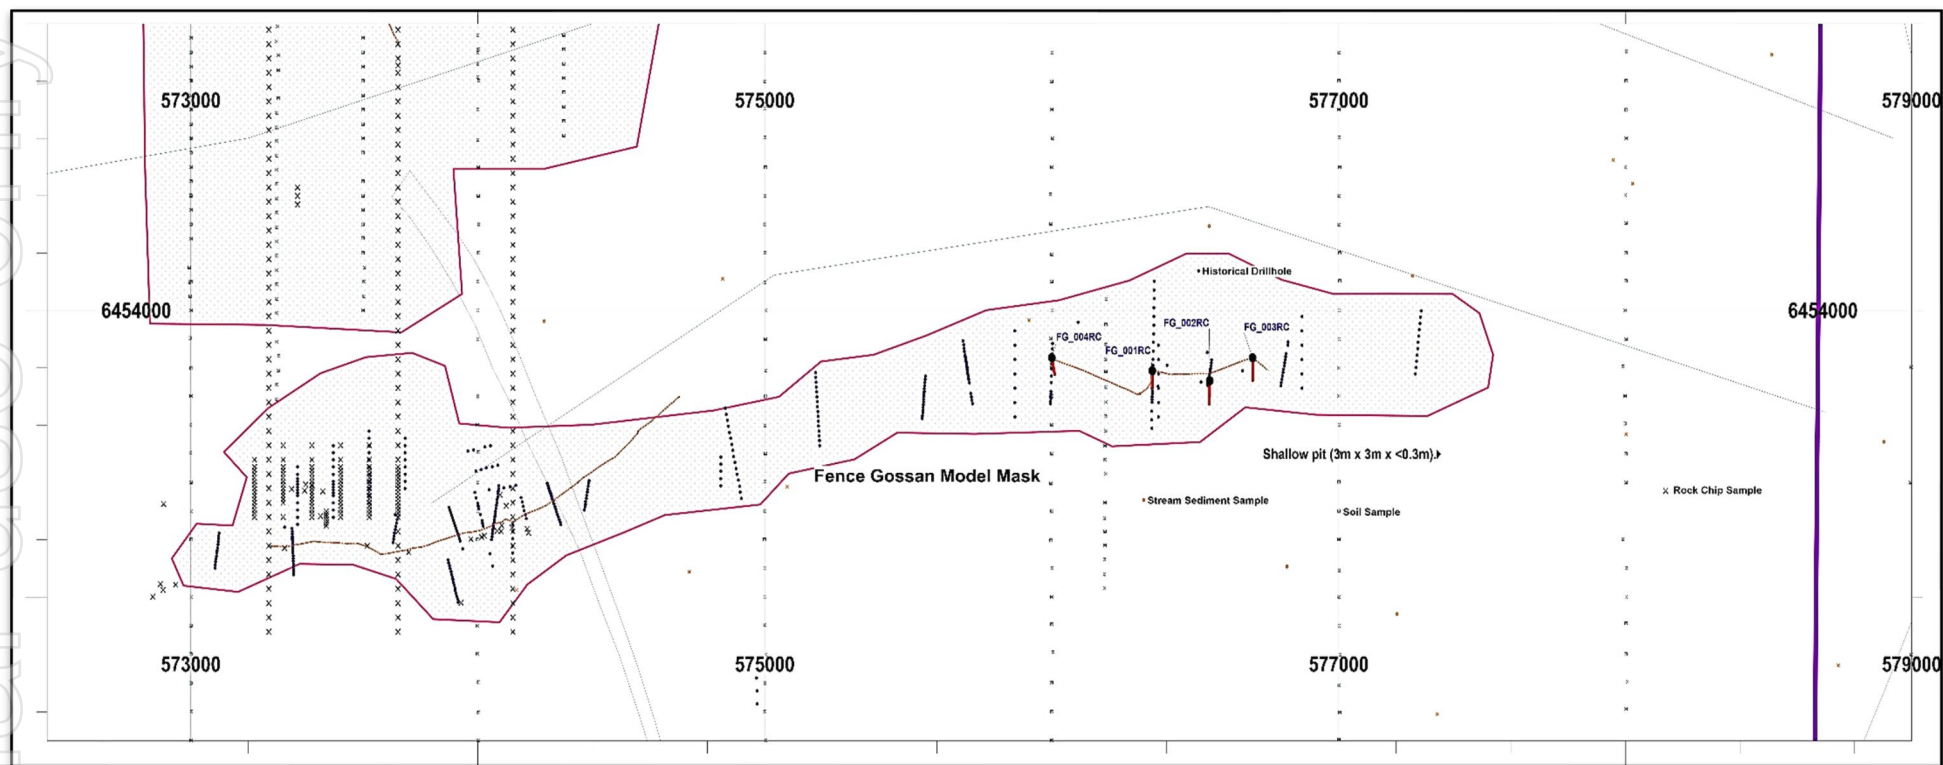 573000
575000
577000
579000
Historical Drillhole
6454000
6454000
FG_002RC
FG_003RC
FG_004RC
FG_001RC
Shallow pit (3m x 3m x <0.3m)
Fence Gossan Model Mask
Rock Chip Sample
Stream Sediment Sample
Soil Sample
573000
575000
577000
579000